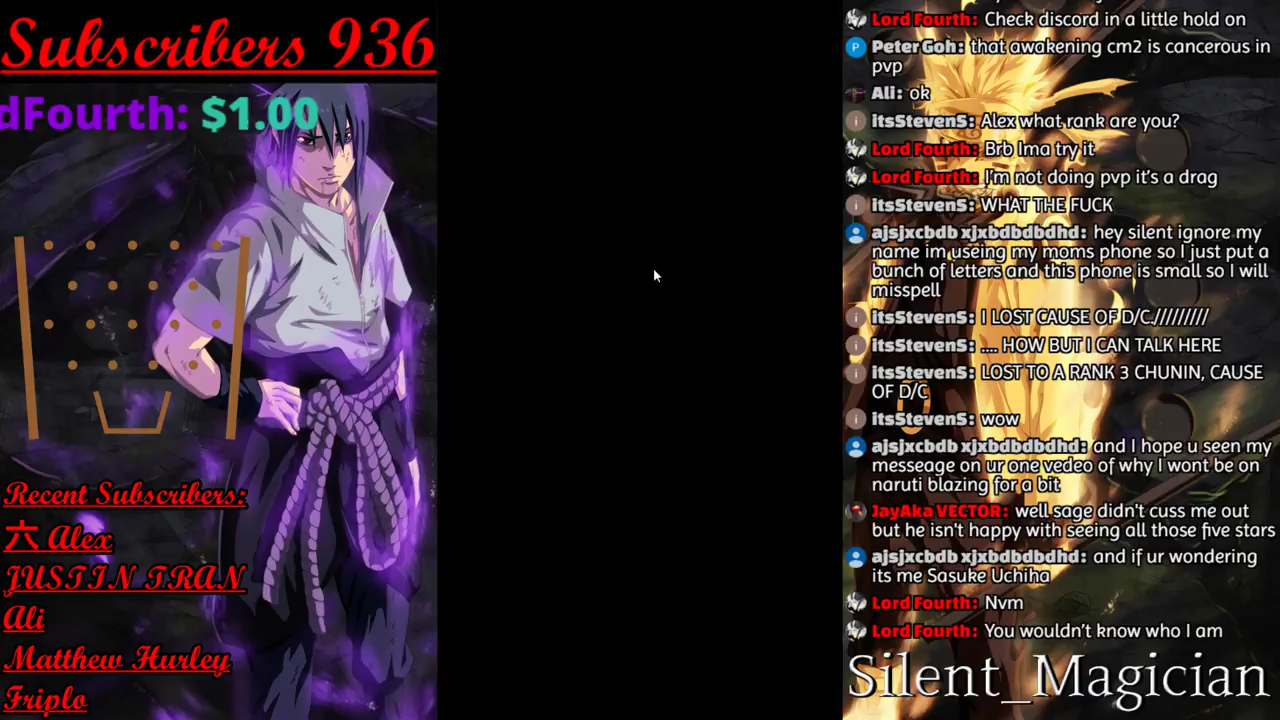 Subscribers 936
dFourth: $1.00
Recent Subscribers:
六 Alex
JUSTIN TRAN
Ali
Matthew Hurley
Friplo
Lord Fourth: Check discord in a little hold on
P Peter Goh: that awakening cm2 is cancerous in
pvp
Ali: ok
i itsStevenS: Alex what rank are you?
Lord Fourth: Brb Ima try it
Lord Fourth: I'm not doing pvp it's a drag
i itsStevenS: WHAT THE FUCK
ajsjxcbdb xjxbdbdbdhd: hey silent ignore my
name im useing my moms phone so I just put a
bunch of letters and this phone is small so I will
misspell
i itsStevenS: I LOST CAUSE OF D/C./////////
i itsStevenS: .... HOW BUT I CAN TALK HERE
i itsStevenS: LOST TO A RANK 3 CHUNIN, CAUSE
OF D/C
i itsStevenS: wow
ajsjxcbdb xjxbdbdbdhd: and I hope u seen my
messeage on ur one vedeo of why I wont be on
naruti blazing for a bit
JayAka VECTOR: well sage didn't cuss me out
but he isn't happy with seeing all those five stars
ajsjxcbdb xjxbdbdbdhd: and if ur wondering
its me Sasuke Uchiha
Lord Fourth: Nvm
Lord Fourth: You wouldn't know who I am
Silent_Magician